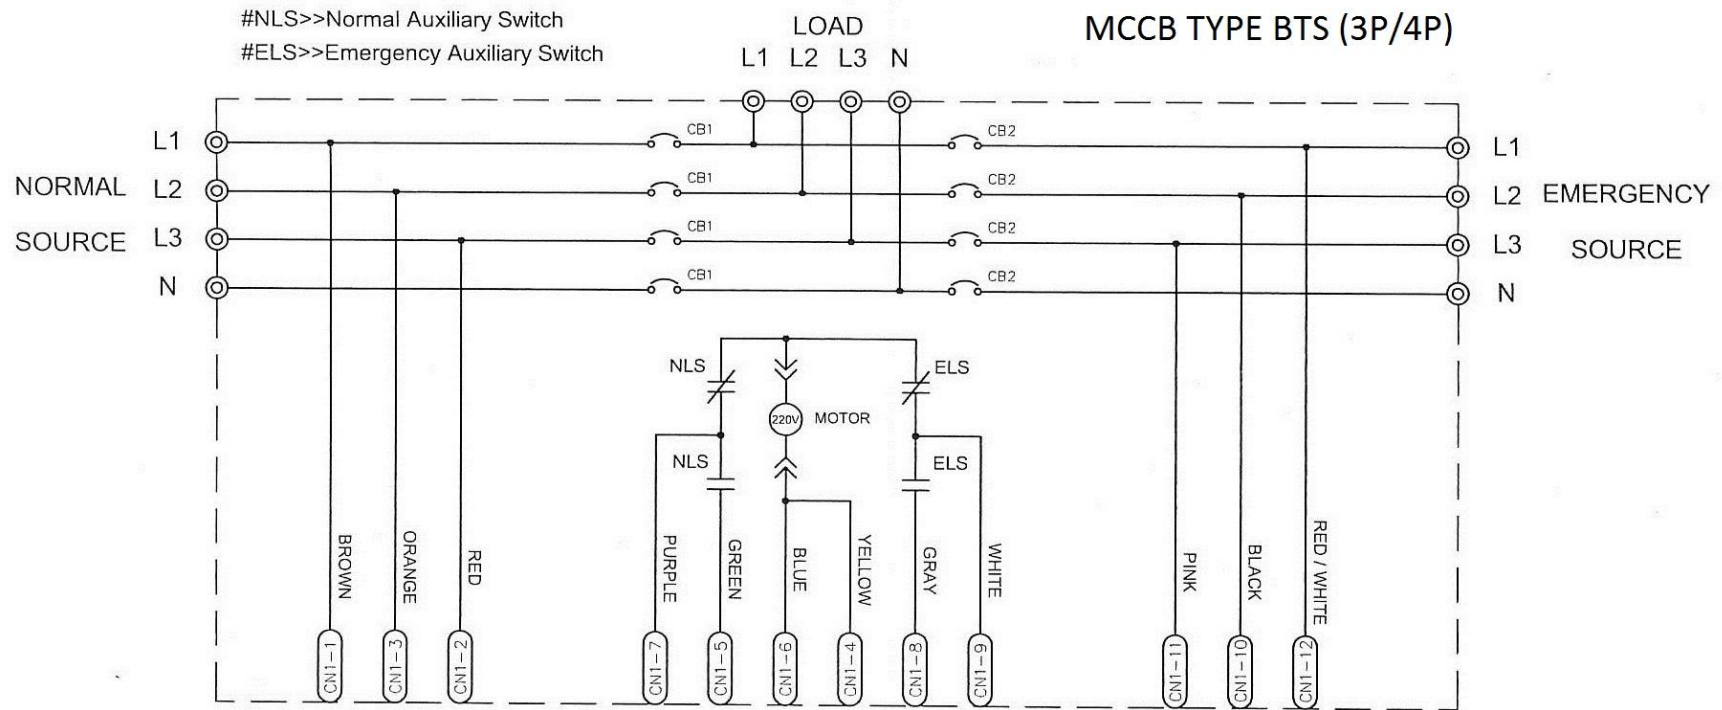 #NLS>>Normal Auxiliary Switch
#ELS>>Emergency Auxiliary Switch
LOAD
MCCB TYPE BTS (3P/4P)
L1 L2 L3 N
L1 CB1 CB2 L1
NORMAL L2 CB1 CB2 L2 EMERGENCY
SOURCE L3 CB1 CB2 L3 SOURCE
N CB1 CB2 N
NLS ELS
220V MOTOR
NLS ELS
BROWN
ORANGE
RED
PURPLE
GREEN
BLUE
YELLOW
GRAY
WHITE
PINK
BLACK
RED / WHITE
CN1-1
CN1-3
CN1-2
CN1-7
CN1-5
CN1-6
CN1-4
CN1-8
CN1-9
CN1-11
CN1-10
CN1-12